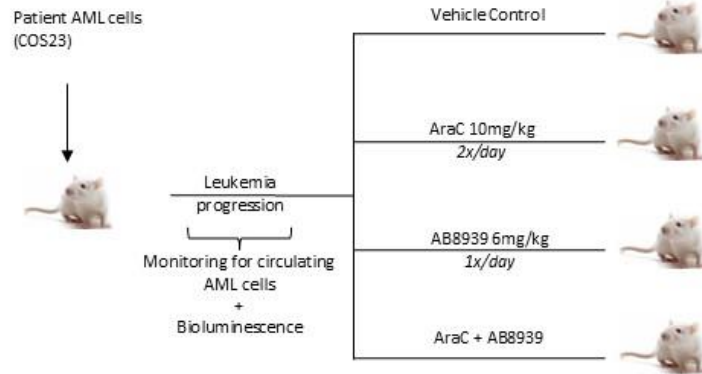 Patient AML cells
(COS23)
Leukemia
progression
Monitoring for circulating
AML cells
+
Bioluminescence
Vehicle Control
AraC 10mg/kg
2x/day
AB8939 6mg/kg
1x/day
AraC + AB8939